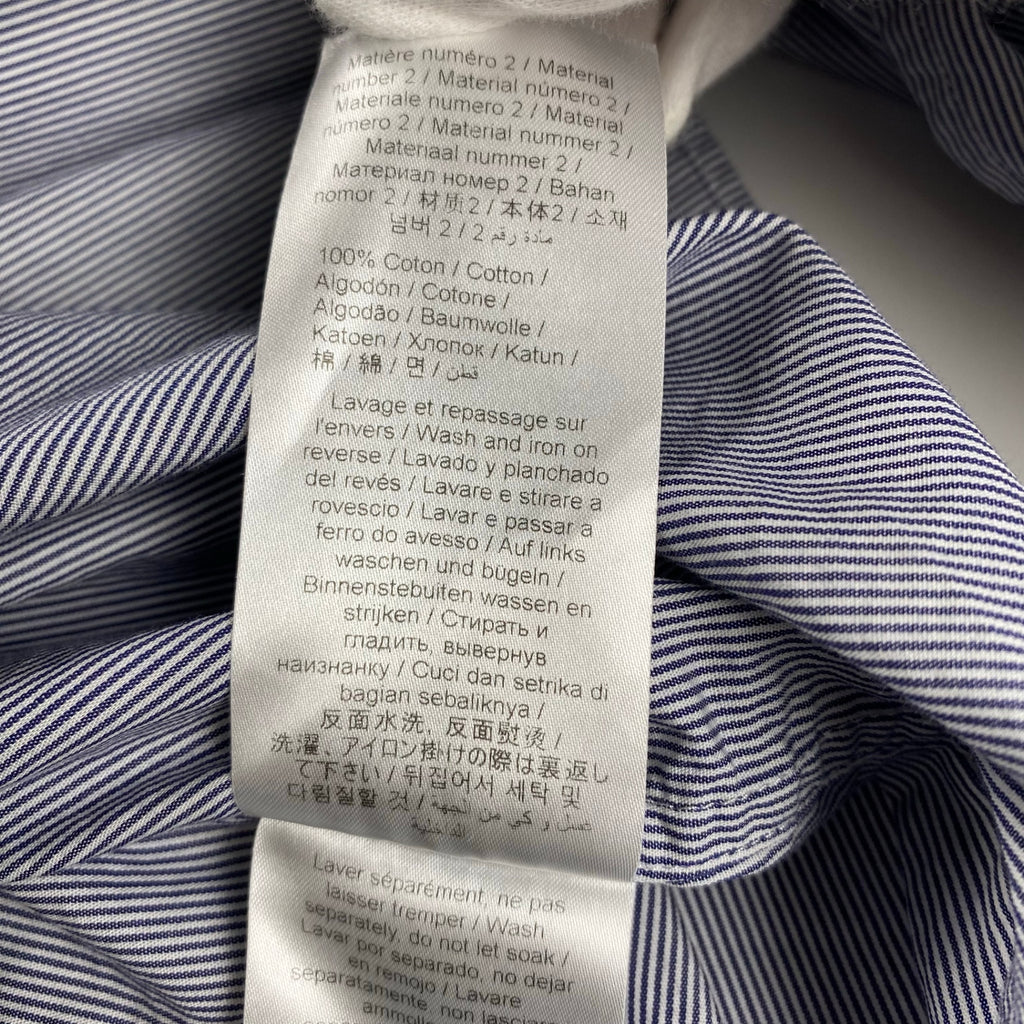 Matière numéro 2 / Material
number 2 / Material número 2 /
Materiale numero 2 / Material
número 2 / Material nummer 2 /
Materiaal nummer 2 /
Материал номер 2 / Bahan
nomor 2 / 材质2 / 本体2 / 소재
넘버 2 / 2 مادة رقم
100% Coton / Cotton /
Algodón / Cotone /
Algodão / Baumwolle /
Katoen / Хлопок / Katun /
棉 / 綿 / 면 / قطن
Lavage et repassage sur
l'envers / Wash and iron on
reverse / Lavado y planchado
del revés / Lavare e stirare a
rovescio / Lavar e passar a
ferro do avesso / Auf links
waschen und bügeln /
Binnenstebuiten wassen en
strijken / Стирать и
гладить, вывернув
наизнанку / Cuci dan setrika di
bagian sebaliknya /
反面水洗, 反面熨烫 /
洗濯、アイロン掛けの際は裏返し
て下さい / 뒤집어서 세탁 및
다림질할 것 / غسل و كي من الجهة
الداخلية
Laver séparément, ne pas
laisser tremper / Wash
separately, do not let soak /
Lavar por separado, no dejar
en remojo / Lavare
separatamente, non lasciare